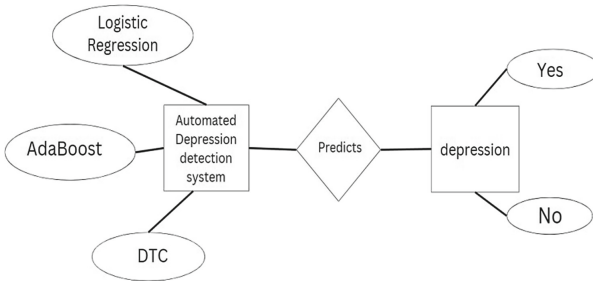 Logistic
Regression
AdaBoost
DTC
Automated
Depression
detection
system
Predicts
depression
Yes
No